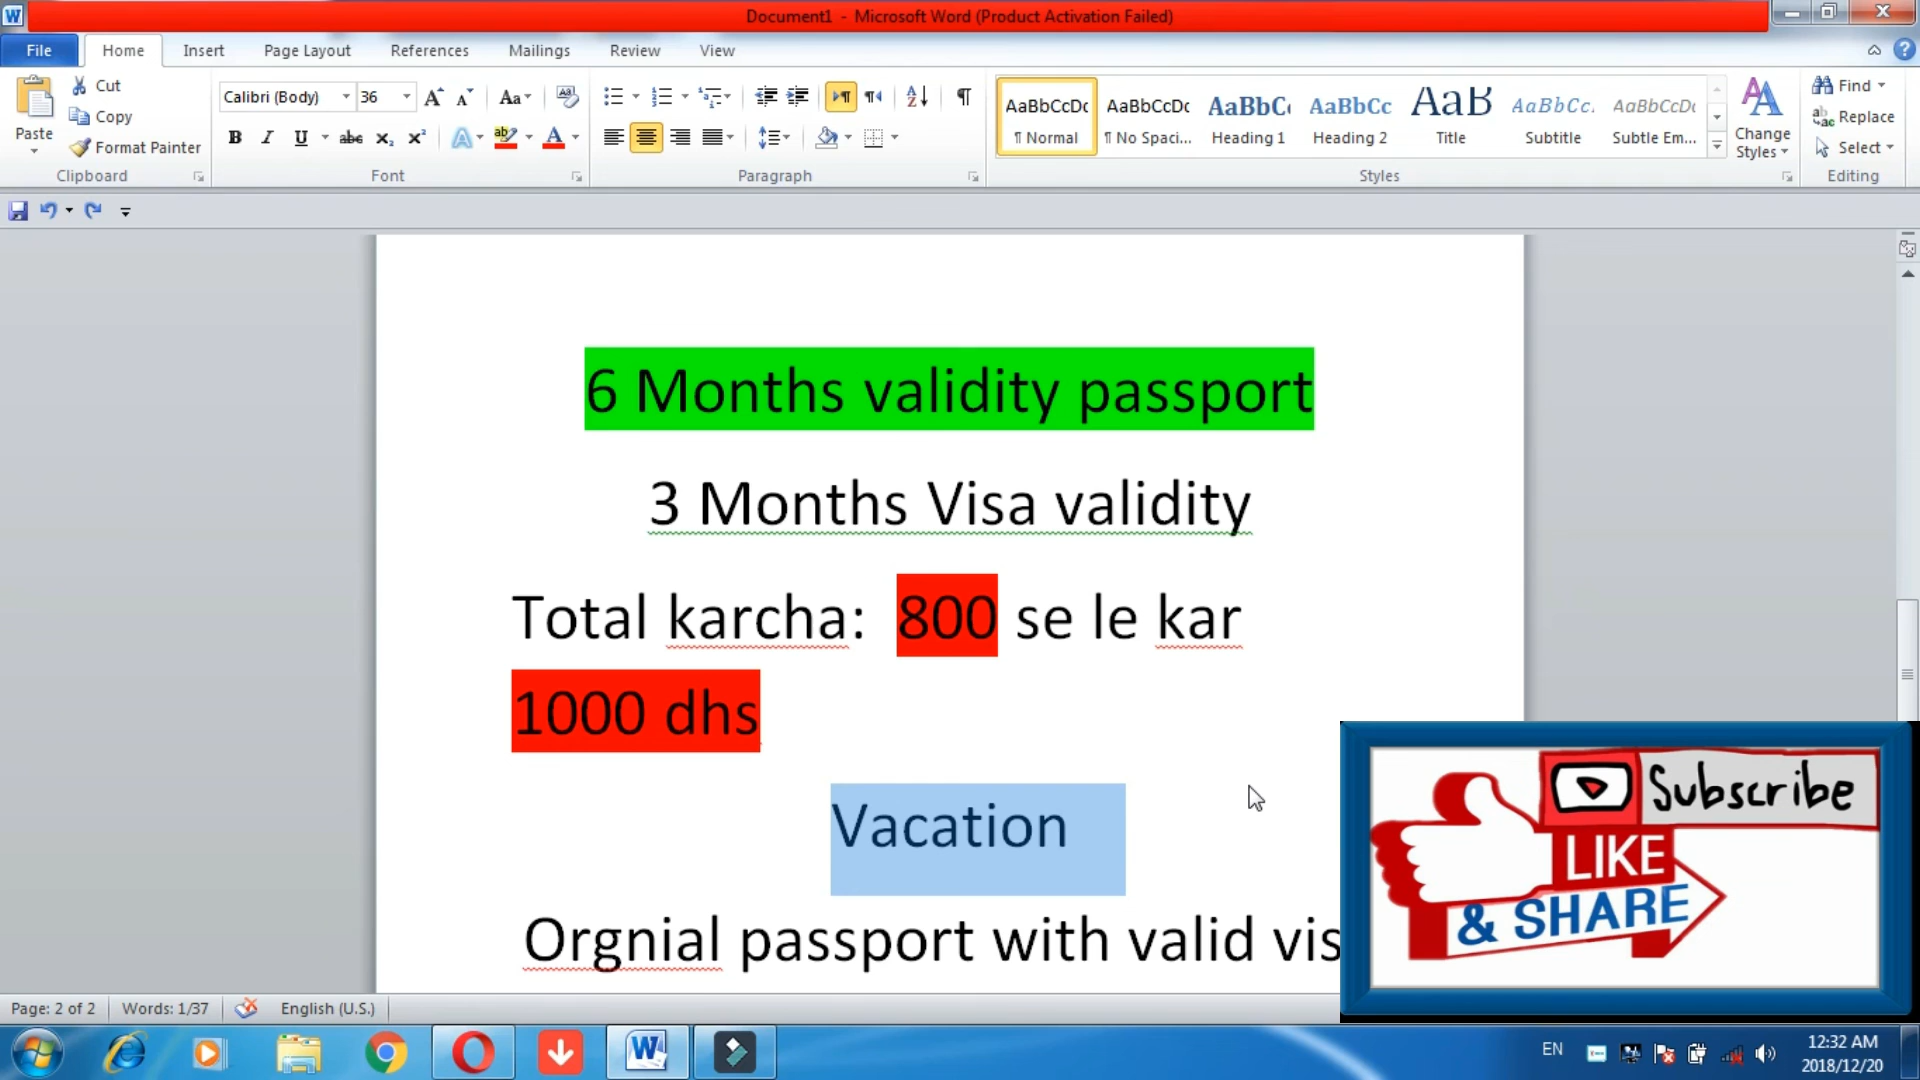 Document1 - Microsoft Word (Product Activation Failed)
File Home Insert Page Layout References Mailings Review View
Paste
Cut
Copy
Format Painter
Clipboard
Calibri (Body) 36
Font
Paragraph
AaBbCcDc AaBbCcDc AaBbC AaBbCc AaB AaBbCc. AaBbCcDc
¶ Normal ¶ No Spaci... Heading 1 Heading 2 Title Subtitle Subtle Em...
Change Styles
Styles
Find
Replace
Select
Editing
6 Months validity passport
3 Months Visa validity
Total karcha: 800 se le kar
1000 dhs
Vacation
Orgnial passport with valid vis
Subscribe
LIKE
& SHARE
Page: 2 of 2 Words: 1/37 English (U.S.)
EN
12:32 AM
2018/12/20